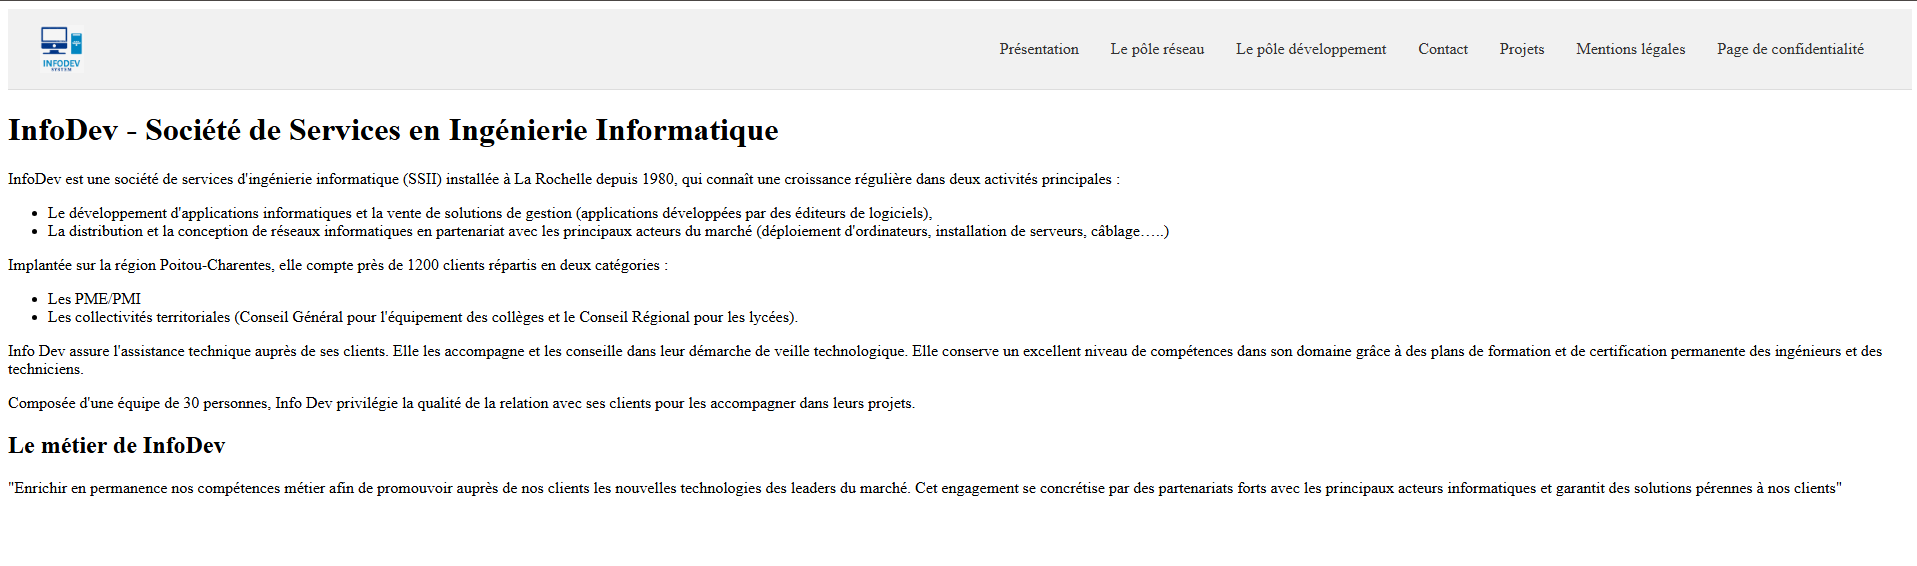 INFODEV
SYSTEM
Présentation Le pôle réseau Le pôle développement Contact Projets Mentions légales Page de confidentialité
InfoDev - Société de Services en Ingénierie Informatique
InfoDev est une société de services d'ingénierie informatique (SSII) installée à La Rochelle depuis 1980, qui connaît une croissance régulière dans deux activités principales :
• Le développement d'applications informatiques et la vente de solutions de gestion (applications développées par des éditeurs de logiciels),
• La distribution et la conception de réseaux informatiques en partenariat avec les principaux acteurs du marché (déploiement d'ordinateurs, installation de serveurs, câblage…..)
Implantée sur la région Poitou-Charentes, elle compte près de 1200 clients répartis en deux catégories :
• Les PME/PMI
• Les collectivités territoriales (Conseil Général pour l'équipement des collèges et le Conseil Régional pour les lycées).
Info Dev assure l'assistance technique auprès de ses clients. Elle les accompagne et les conseille dans leur démarche de veille technologique. Elle conserve un excellent niveau de compétences dans son domaine grâce à des plans de formation et de certification permanente des ingénieurs et des
techniciens.
Composée d'une équipe de 30 personnes, Info Dev privilégie la qualité de la relation avec ses clients pour les accompagner dans leurs projets.
Le métier de InfoDev
"Enrichir en permanence nos compétences métier afin de promouvoir auprès de nos clients les nouvelles technologies des leaders du marché. Cet engagement se concrétise par des partenariats forts avec les principaux acteurs informatiques et garantit des solutions pérennes à nos clients"